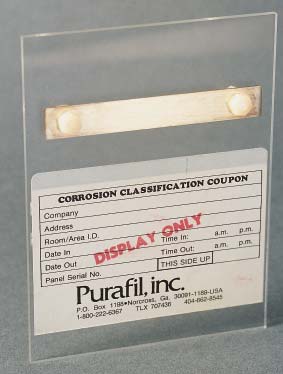 CORROSION CLASSIFICATION COUPON
Company
Address
Room/Area I.D.
DISPLAY ONLY
Date In Time In: a.m. p.m.
Date Out Time Out: a.m. p.m.
Panel Serial No. THIS SIDE UP
Purafil, inc.
P.O. Box 1188•Norcross, Ga. 30091-1188-USA
1-800-222-6367 TLX 707436 404-662-8545